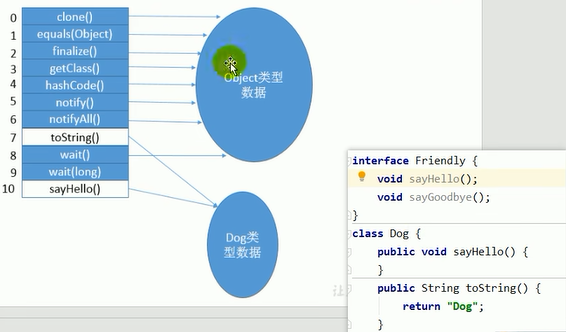 0 clone()
1 equals(Object)
2 finalize()
3 getClass()
4 hashCode()
5 notify()
6 notifyAll()
7 toString()
8 wait()
9 wait(long)
10 sayHello()
Object类型
数据
Dog类
型数据
interface Friendly {
void sayHello();
void sayGoodbye();
}
class Dog {
public void sayHello() {
}
public String toString() {
return "Dog";
}
让